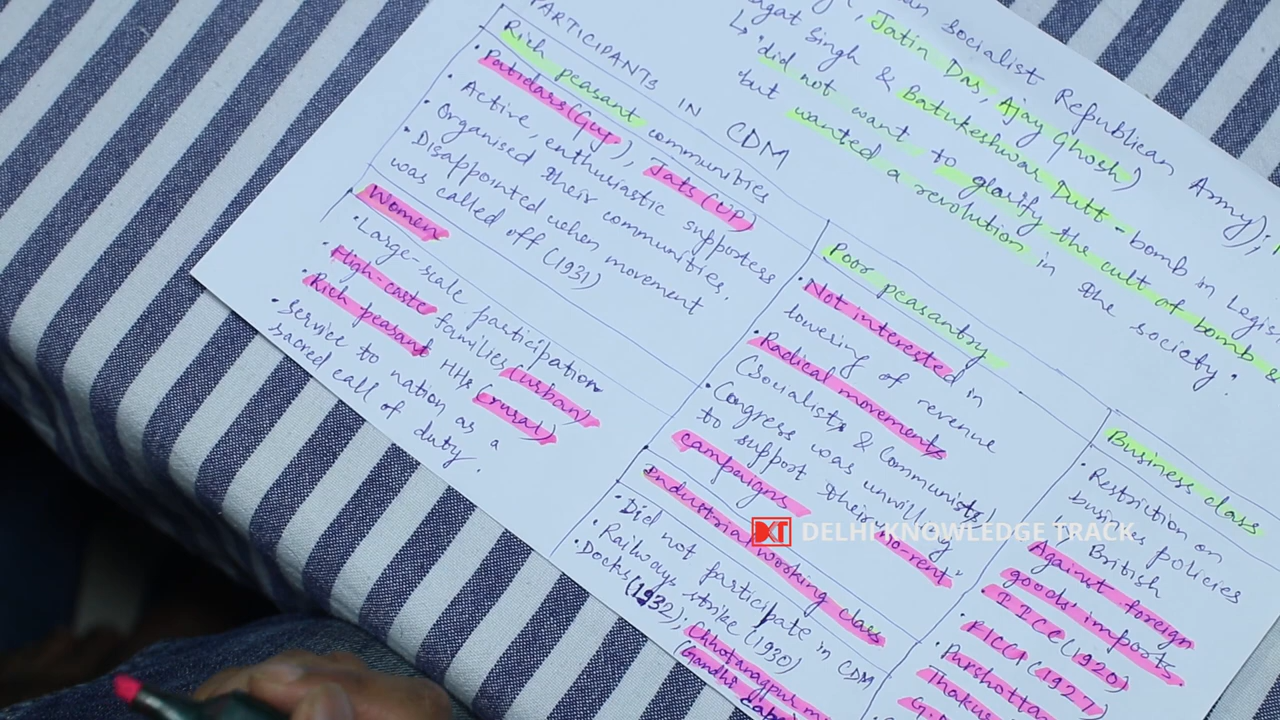 an socialist Republican Army);
Jatin Das, Ajay Ghosh)
agat Singh & Batukeshwar Dutt - bomb in Legis
"did not want to glorify the cult of bomb &
but wanted a revolution in
the society".
PARTICIPANTS IN CDM
Rich peasant communities
• Patidars (Guj), Jats (UP)
• Active, enthusiastic supporters
• Organised their communities.
• Disappointed when movement
was called off (1931)
Women
• Large-scale participation
• High-caste families (urban)
• Rich peasant HHs (rural)
• Service to nation as a
sacred call of duty.
Poor peasantry
• Not interested in
lowering of revenue
• Radical movements
(Socialists & Communists)
• Congress was unwilling
to support their "no-rent"
campaigns
Industrial working class
• Did not participate in CDM
• Railways strike (1930)
• Docks (1932), Chhotanagpur
(Gandhi
Business class
• Restriction on
business policies
by British
• Against foreign
goods' imports.
(1920)
• FICCI (1927)
• Purshottam
Thakur
G.
DKT DELHI KNOWLEDGE TRACK